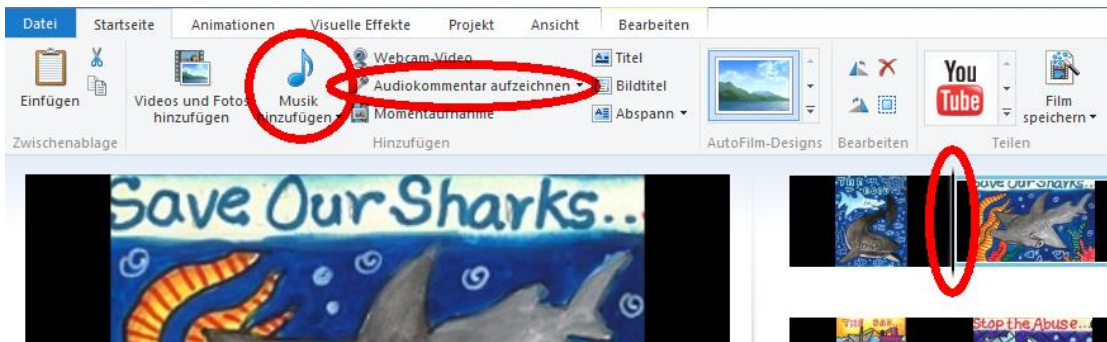 Datei Startseite Animationen Visuelle Effekte Projekt Ansicht Bearbeiten
Einfügen
Videos und Fotos hinzufügen
Musik hinzufügen
Webcam-Video
Audiokommentar aufzeichnen
Momentaufnahme
Titel
Bildtitel
Abspann
You Tube
Film speichern
Zwischenablage Hinzufügen AutoFilm-Designs Bearbeiten Teilen
Save Our Sharks..
Save Our Sharks...
Stop the Abuse...